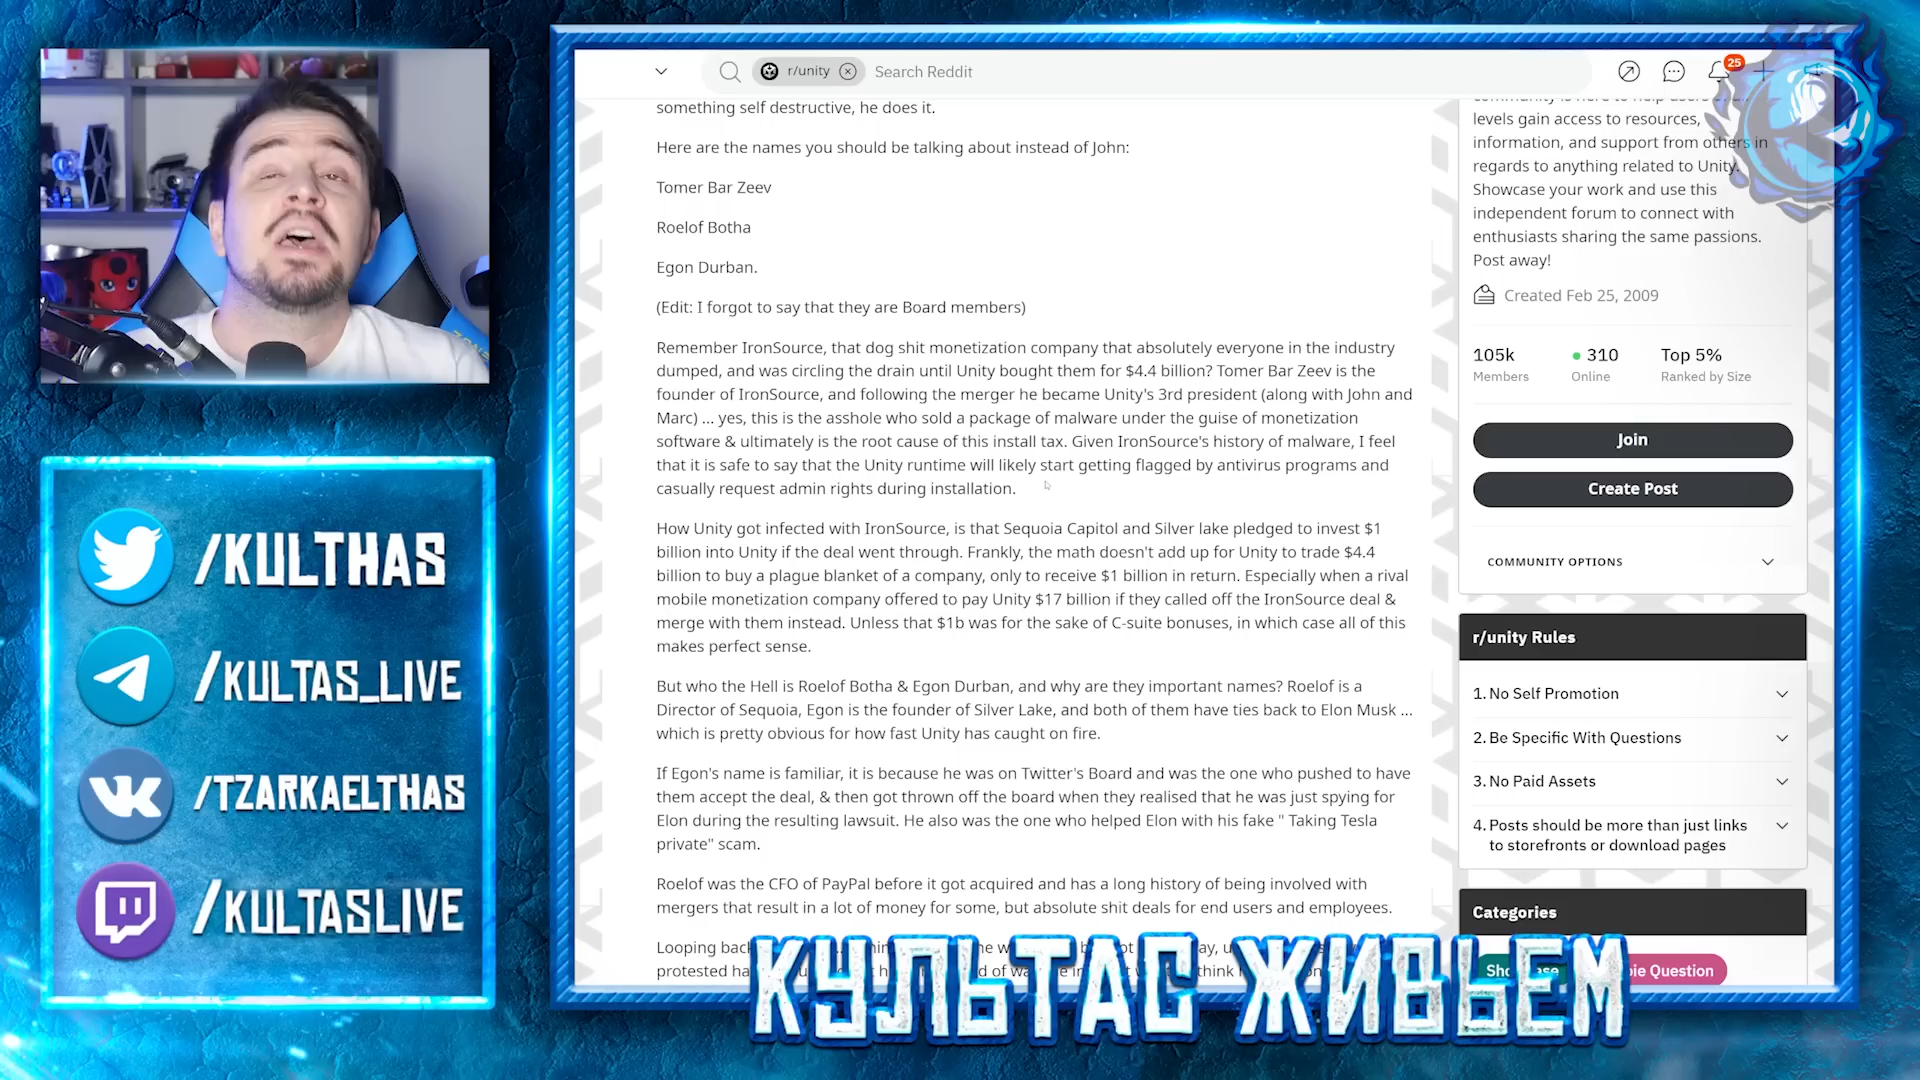 r/unity
Search Reddit
25
something self destructive, he does it.
Here are the names you should be talking about instead of John:
Tomer Bar Zeev
Roelof Botha
Egon Durban.
(Edit: I forgot to say that they are Board members)
Remember IronSource, that dog shit monetization company that absolutely everyone in the industry
dumped, and was circling the drain until Unity bought them for $4.4 billion? Tomer Bar Zeev is the
founder of IronSource, and following the merger he became Unity's 3rd president (along with John and
Marc) ... yes, this is the asshole who sold a package of malware under the guise of monetization
software & ultimately is the root cause of this install tax. Given IronSource's history of malware, I feel
that it is safe to say that the Unity runtime will likely start getting flagged by antivirus programs and
casually request admin rights during installation.
How Unity got infected with IronSource, is that Sequoia Capitol and Silver lake pledged to invest $1
billion into Unity if the deal went through. Frankly, the math doesn't add up for Unity to trade $4.4
billion to buy a plague blanket of a company, only to receive $1 billion in return. Especially when a rival
mobile monetization company offered to pay Unity $17 billion if they called off the IronSource deal &
merge with them instead. Unless that $1b was for the sake of C-suite bonuses, in which case all of this
makes perfect sense.
But who the Hell is Roelof Botha & Egon Durban, and why are they important names? Roelof is a
Director of Sequoia, Egon is the founder of Silver Lake, and both of them have ties back to Elon Musk ...
which is pretty obvious for how fast Unity has caught on fire.
If Egon's name is familiar, it is because he was on Twitter's Board and was the one who pushed to have
them accept the deal, & then got thrown off the board when they realised that he was just spying for
Elon during the resulting lawsuit. He also was the one who helped Elon with his fake " Taking Tesla
private" scam.
Roelof was the CFO of PayPal before it got acquired and has a long history of being involved with
mergers that result in a lot of money for some, but absolute shit deals for end users and employees.
Looping back
protested
levels gain access to resources,
information, and support from others in
regards to anything related to Unity.
Showcase your work and use this
independent forum to connect with
enthusiasts sharing the same passions.
Post away!
Created Feb 25, 2009
105k 310 Top 5%
Members Online Ranked by Size
Join
Create Post
COMMUNITY OPTIONS
r/unity Rules
1. No Self Promotion
2. Be Specific With Questions
3. No Paid Assets
4. Posts should be more than just links
to storefronts or download pages
Categories
Question
/KULTHAS
/KULTAS_LIVE
/TZARKAELTHAS
/KULTASLIVE
КУЛЬТАС ЖИВЬЕМ